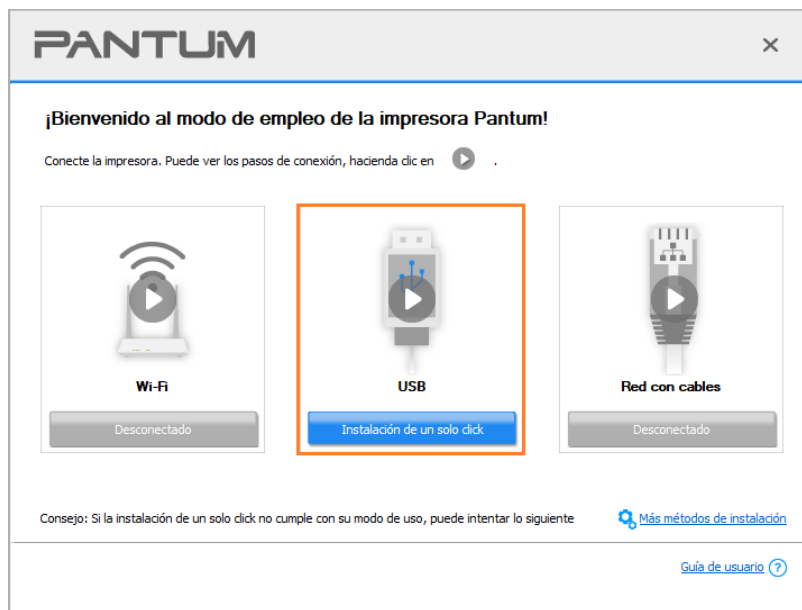 PANTUM
¡Bienvenido al modo de empleo de la impresora Pantum!
Conecte la impresora. Puede ver los pasos de conexión, hacienda clic en .
Wi-Fi
Desconectado
USB
Instalación de un solo click
Red con cables
Desconectado
Consejo: Si la instalación de un solo click no cumple con su modo de uso, puede intentar lo siguiente
Más métodos de instalación
Guía de usuario ?